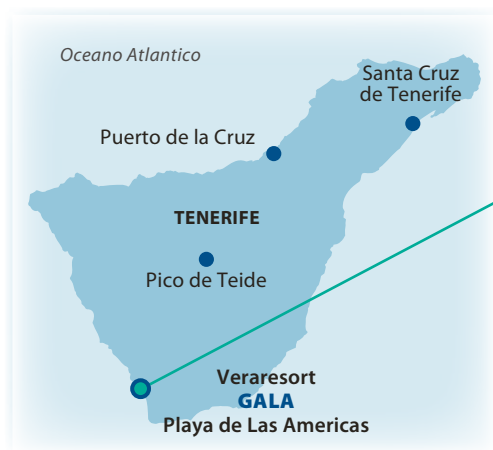 Oceano Atlantico
Santa Cruz
de Tenerife
Puerto de la Cruz
TENERIFE
Pico de Teide
Veraresort
GALA
Playa de Las Americas